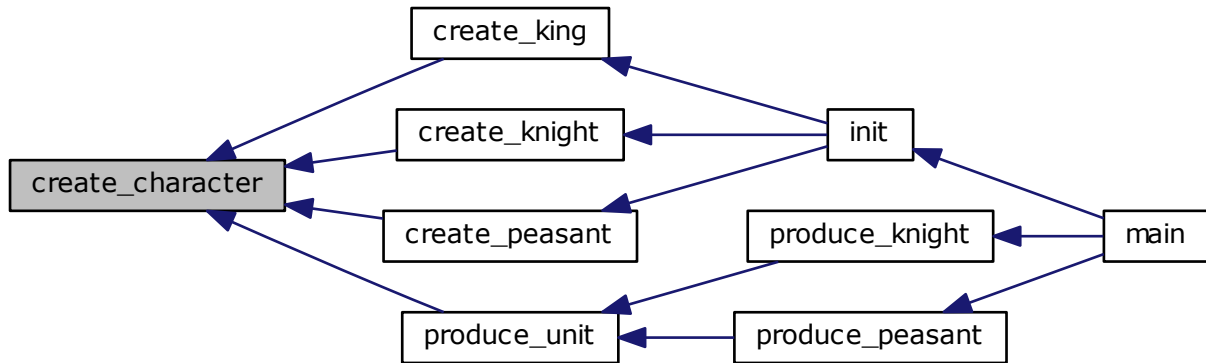 create_king
create_knight
init
create_character
create_peasant
produce_knight
main
produce_unit
produce_peasant